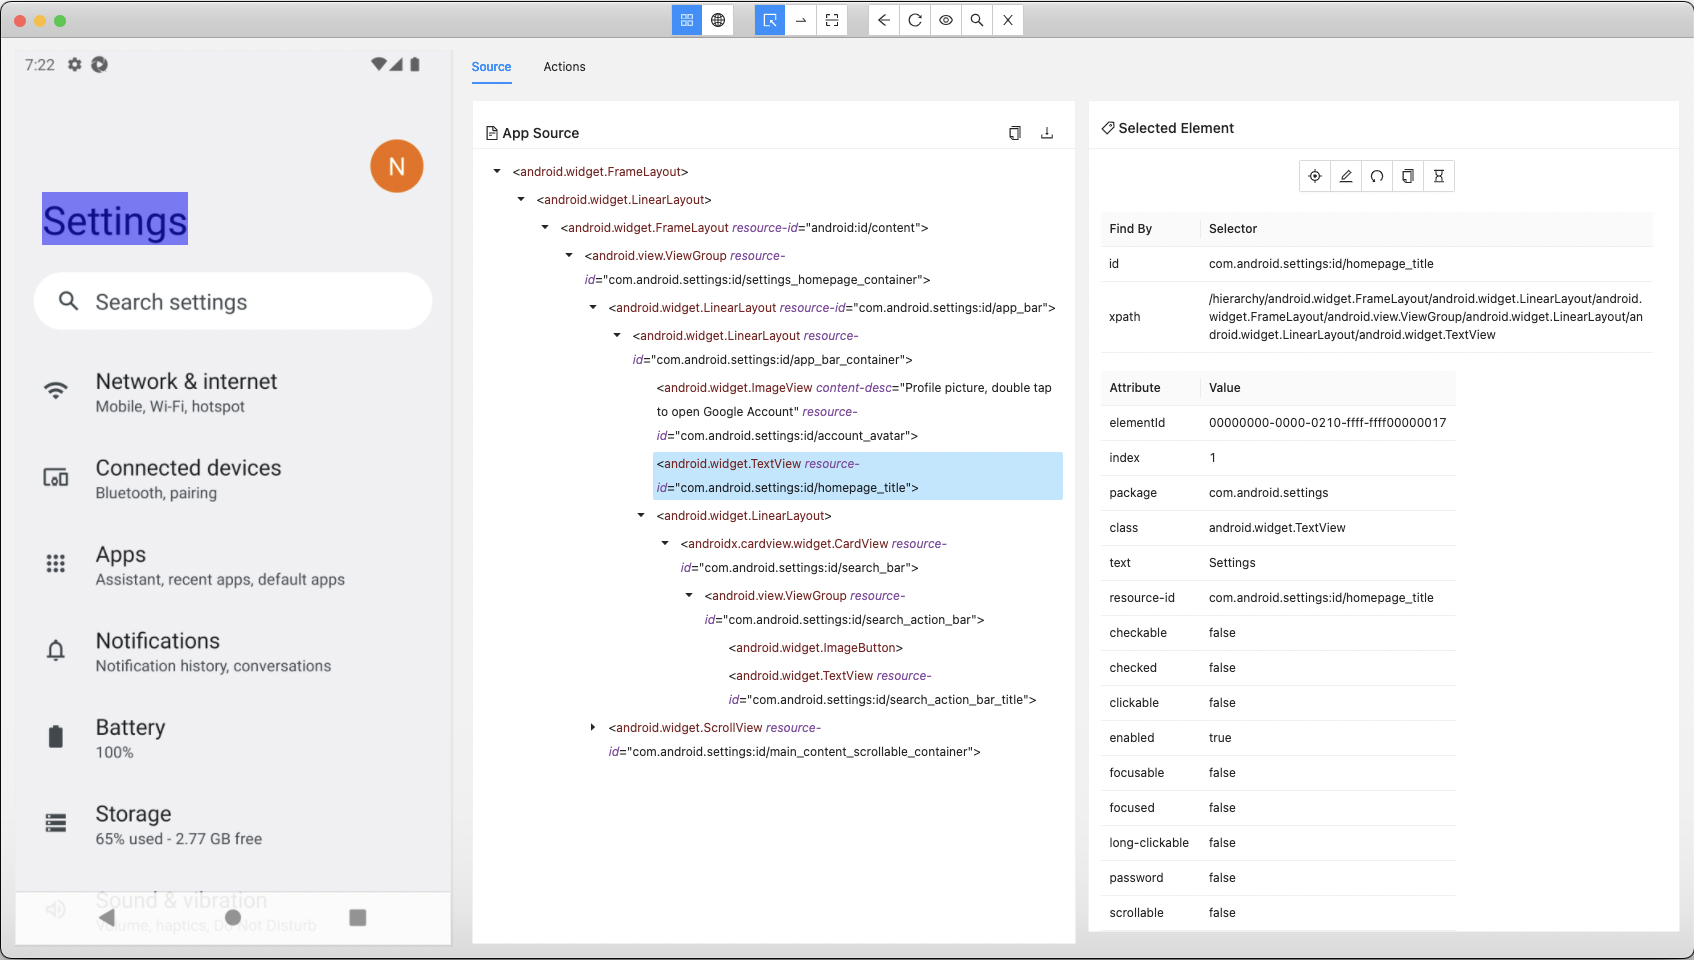 7:22
N
Settings
Search settings
Network & internet
Mobile, Wi-Fi, hotspot
Connected devices
Bluetooth, pairing
Apps
Assistant, recent apps, default apps
Notifications
Notification history, conversations
Battery
100%
Storage
65% used - 2.77 GB free
Sound & vibration
Volume, haptics, Do Not Disturb
Source Actions
App Source
<android.widget.FrameLayout>
<android.widget.LinearLayout>
<android.widget.FrameLayout resource-id="android:id/content">
<android.view.ViewGroup resource-
id="com.android.settings:id/settings_homepage_container">
<android.widget.LinearLayout resource-id="com.android.settings:id/app_bar">
<android.widget.LinearLayout resource-
id="com.android.settings:id/app_bar_container">
<android.widget.ImageView content-desc="Profile picture, double tap
to open Google Account" resource-
id="com.android.settings:id/account_avatar">
<android.widget.TextView resource-
id="com.android.settings:id/homepage_title">
<android.widget.LinearLayout>
<androidx.cardview.widget.CardView resource-
id="com.android.settings:id/search_bar">
<android.view.ViewGroup resource-
id="com.android.settings:id/search_action_bar">
<android.widget.ImageButton>
<android.widget.TextView resource-
id="com.android.settings:id/search_action_bar_title">
<android.widget.ScrollView resource-
id="com.android.settings:id/main_content_scrollable_container">
Selected Element
Find By Selector
id com.android.settings:id/homepage_title
xpath /hierarchy/android.widget.FrameLayout/android.widget.LinearLayout/android.
widget.FrameLayout/android.view.ViewGroup/android.widget.LinearLayout/an
droid.widget.LinearLayout/android.widget.TextView
Attribute Value
elementId 00000000-0000-0210-ffff-ffff00000017
index 1
package com.android.settings
class android.widget.TextView
text Settings
resource-id com.android.settings:id/homepage_title
checkable false
checked false
clickable false
enabled true
focusable false
focused false
long-clickable false
password false
scrollable false